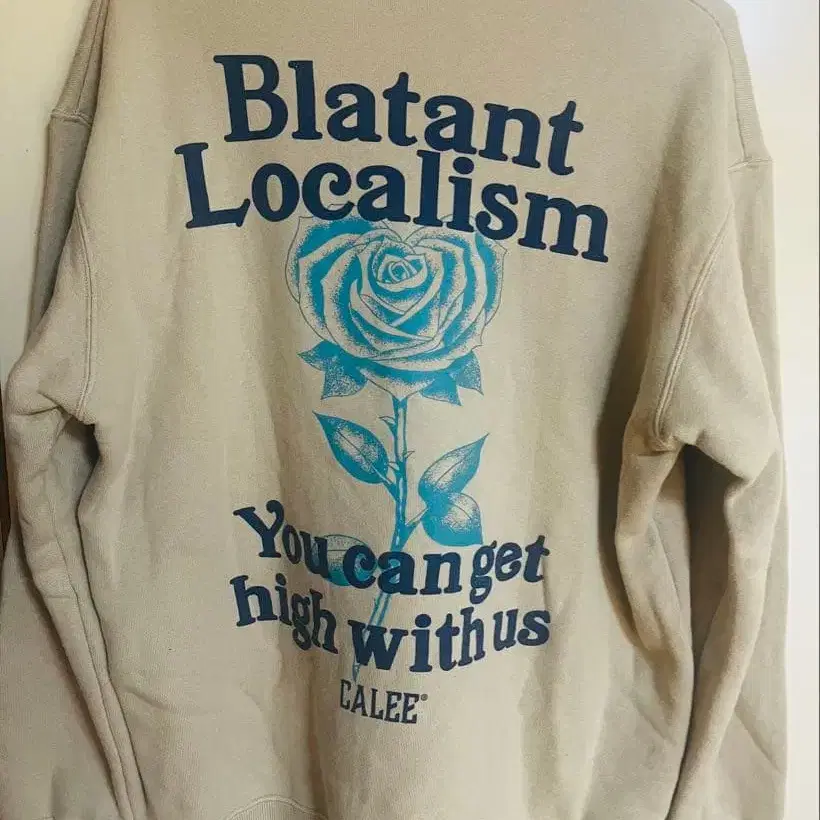 Blatant
Localism
You can get
high with us
CALEE®